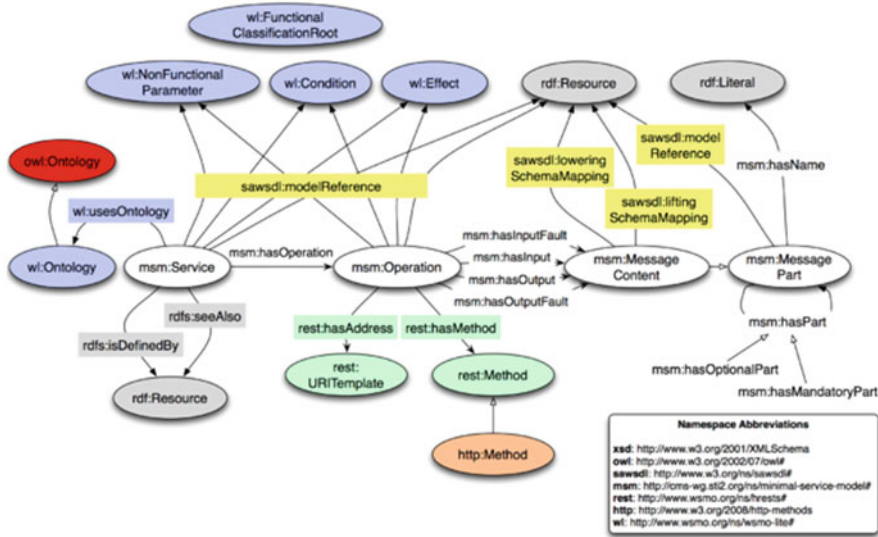 wl:Functional
ClassificationRoot
wl:NonFunctional
Parameter
wl:Condition
wl:Effect
rdf:Resource
rdf:Literal
owl:Ontology
sawsdl:lowering
SchemaMapping
sawsdl:model
Reference
msm:hasName
sawsdl:modelReference
sawsdl:lifting
SchemaMapping
wl:usesOntology
wl:Ontology
msm:Service
msm:hasOperation
msm:Operation
msm:hasInputFault
msm:hasInput
msm:hasOutput
msm:hasOutputFault
msm:Message
Content
msm:Message
Part
rdfs:seeAlso
rdfs:isDefinedBy
rest:hasAddress
rest:hasMethod
msm:hasPart
rdf:Resource
rest:
URITemplate
rest:Method
msm:hasOptionalPart
msm:hasMandatoryPart
http:Method
Namespace Abbreviations
xsd: http://www.w3.org/2001/XMLSchema
owl: http://www.w3.org/2002/07/owl#
sawsdl: http://www.w3.org/ns/sawsdl#
msm: http://cms-wg.sti2.org/ns/minimal-service-model#
rest: http://www.wsmo.org/ns/hrests#
http: http://www.w3.org/2008/http-methods
wl: http://www.wsmo.org/ns/wsmo-lite#